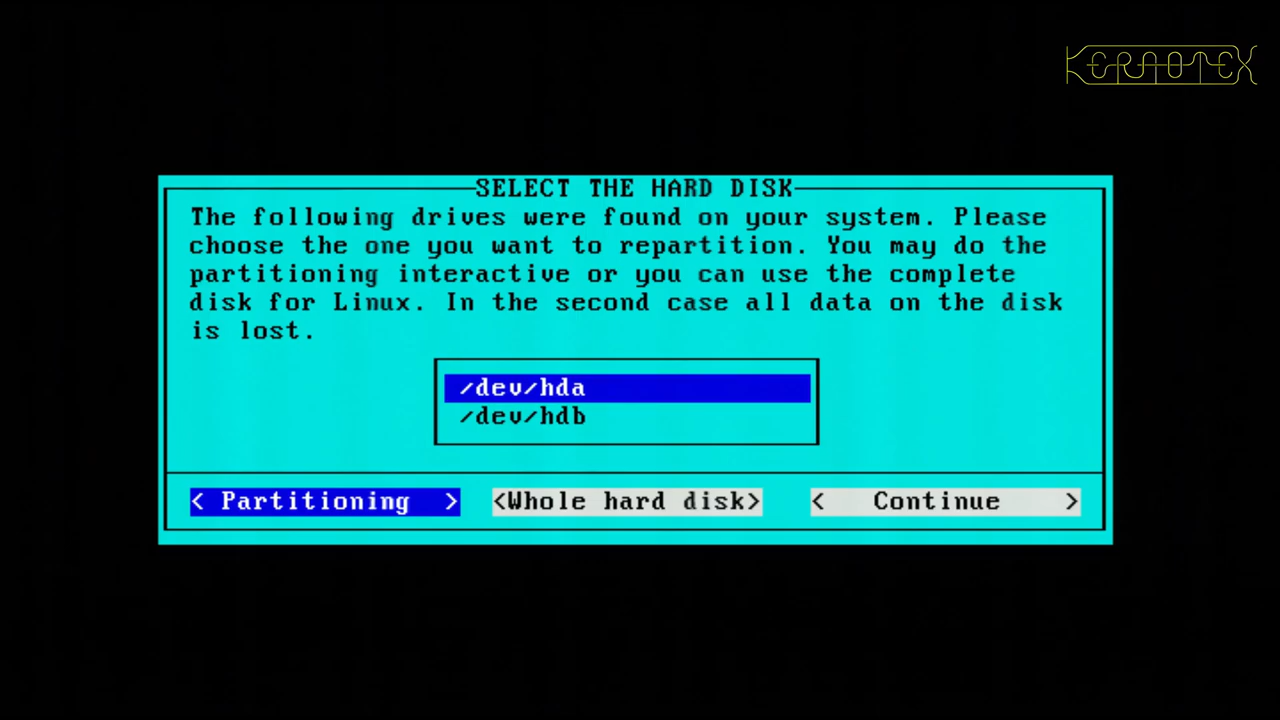 KERNOTEX
SELECT THE HARD DISK
The following drives were found on your system. Please
choose the one you want to repartition. You may do the
partitioning interactive or you can use the complete
disk for Linux. In the second case all data on the disk
is lost.
/dev/hda
/dev/hdb
< Partitioning > <Whole hard disk> < Continue >